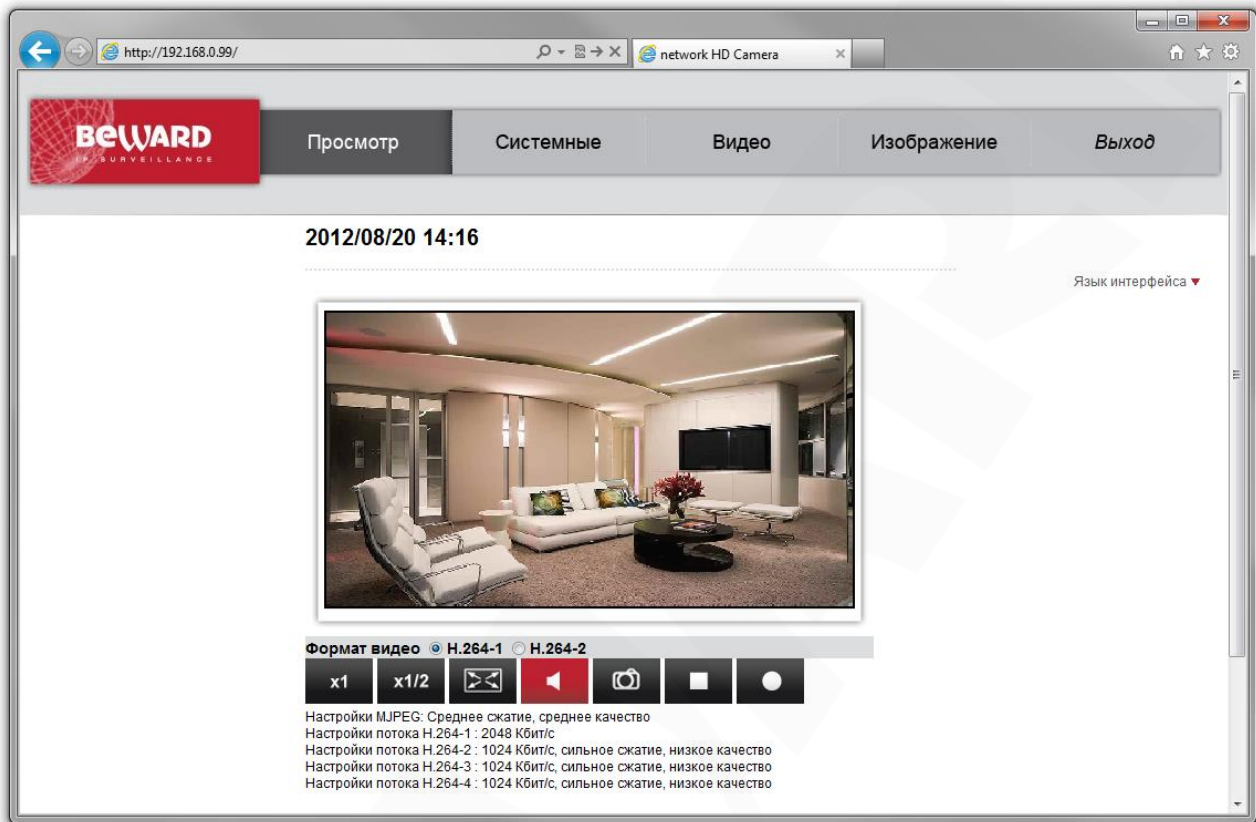 http://192.168.0.99/
network HD Camera
BEWARD
IP SURVEILLANCE
Просмотр
Системные
Видео
Изображение
Выход
2012/08/20 14:16
Язык интерфейса
Формат видео H.264-1 H.264-2
x1 x1/2
Настройки MJPEG: Среднее сжатие, среднее качество
Настройки потока H.264-1 : 2048 Кбит/с
Настройки потока H.264-2 : 1024 Кбит/с, сильное сжатие, низкое качество
Настройки потока H.264-3 : 1024 Кбит/с, сильное сжатие, низкое качество
Настройки потока H.264-4 : 1024 Кбит/с, сильное сжатие, низкое качество